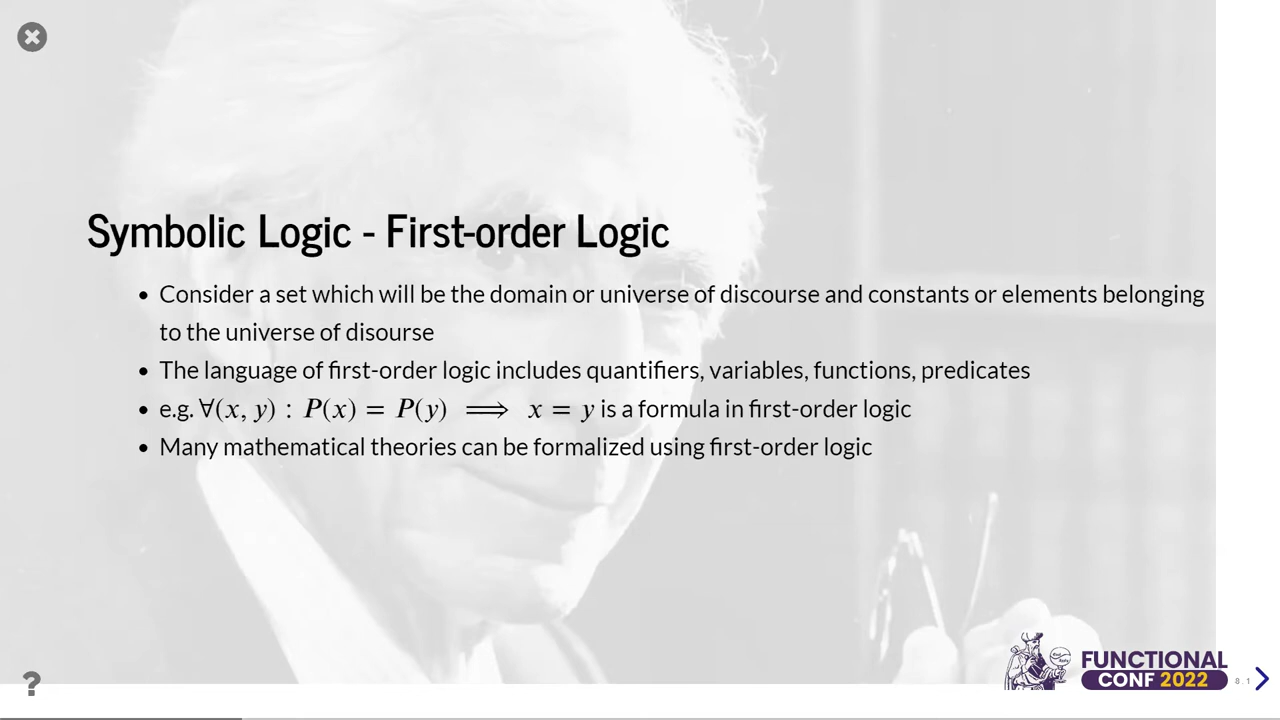 Symbolic Logic - First-order Logic
• Consider a set which will be the domain or universe of discourse and constants or elements belonging
to the universe of disourse
• The language of first-order logic includes quantifiers, variables, functions, predicates
• e.g. ∀(x, y) : P(x) = P(y) ⟹ x = y is a formula in first-order logic
• Many mathematical theories can be formalized using first-order logic
?
FUNCTIONAL
CONF 2022
8.1